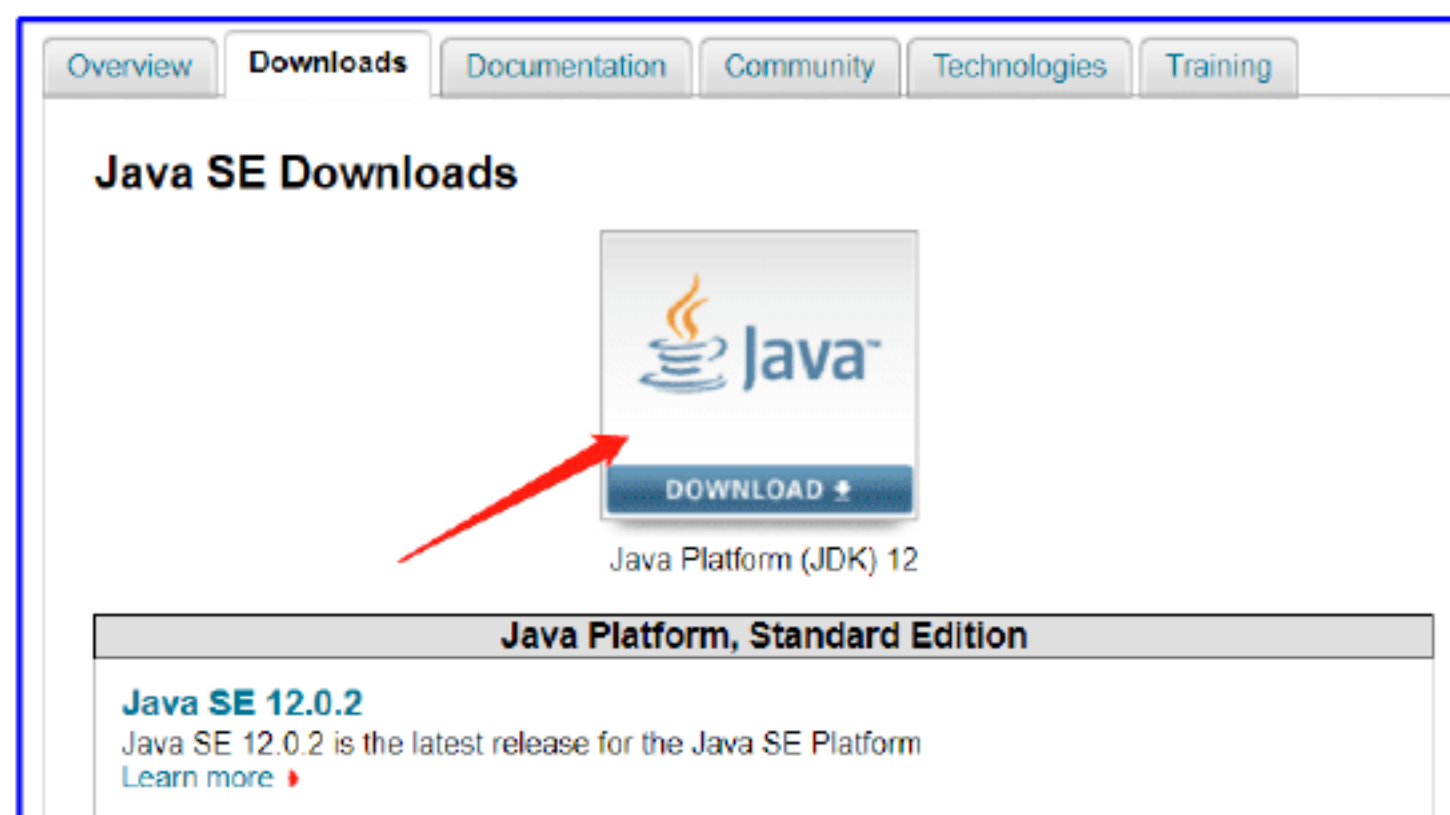 Overview Downloads Documentation Community Technologies Training
Java SE Downloads
Java™
DOWNLOAD
Java Platform (JDK) 12
Java Platform, Standard Edition
Java SE 12.0.2
Java SE 12.0.2 is the latest release for the Java SE Platform
Learn more